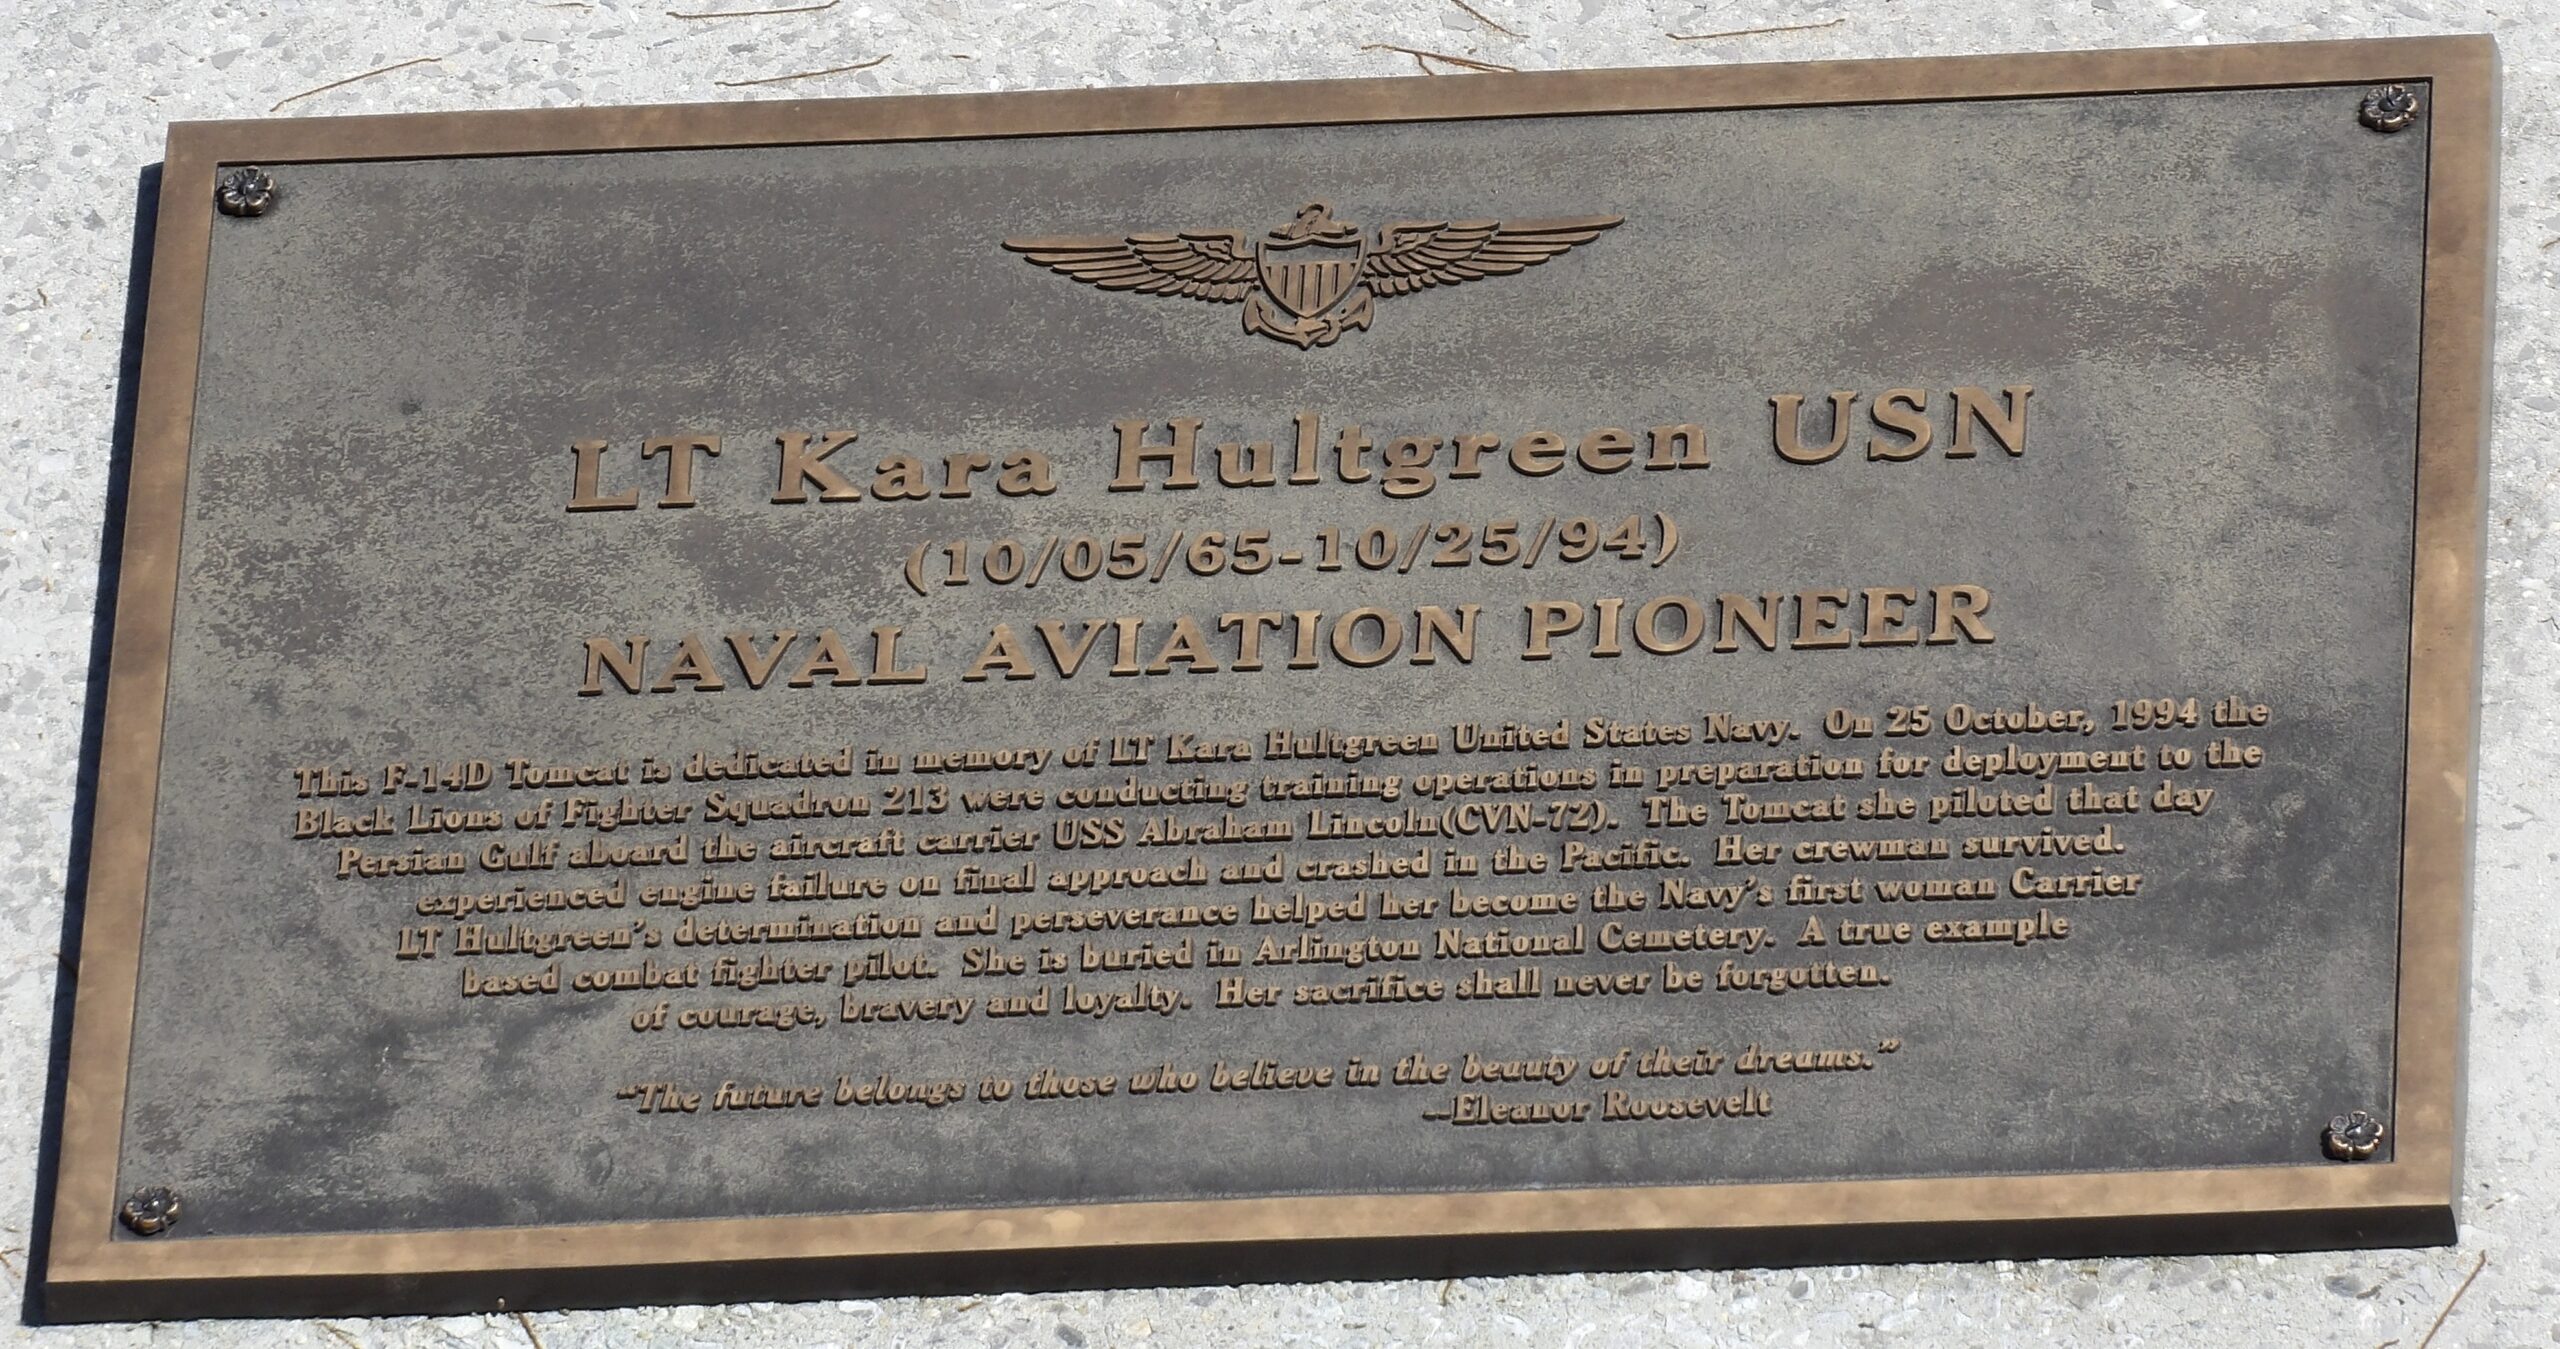 LT Kara Hultgreen USN
(10/05/65-10/25/94)
NAVAL AVIATION PIONEER
This F-14D Tomcat is dedicated in memory of LT Kara Hultgreen United States Navy. On 25 October, 1994 the
Black Lions of Fighter Squadron 213 were conducting training operations in preparation for deployment to the
Persian Gulf aboard the aircraft carrier USS Abraham Lincoln(CVN-72). The Tomcat she piloted that day
experienced engine failure on final approach and crashed in the Pacific. Her crewman survived.
LT Hultgreen's determination and perseverance helped her become the Navy's first woman Carrier
based combat fighter pilot. She is buried in Arlington National Cemetery. A true example
of courage, bravery and loyalty. Her sacrifice shall never be forgotten.
"The future belongs to those who believe in the beauty of their dreams."
--Eleanor Roosevelt